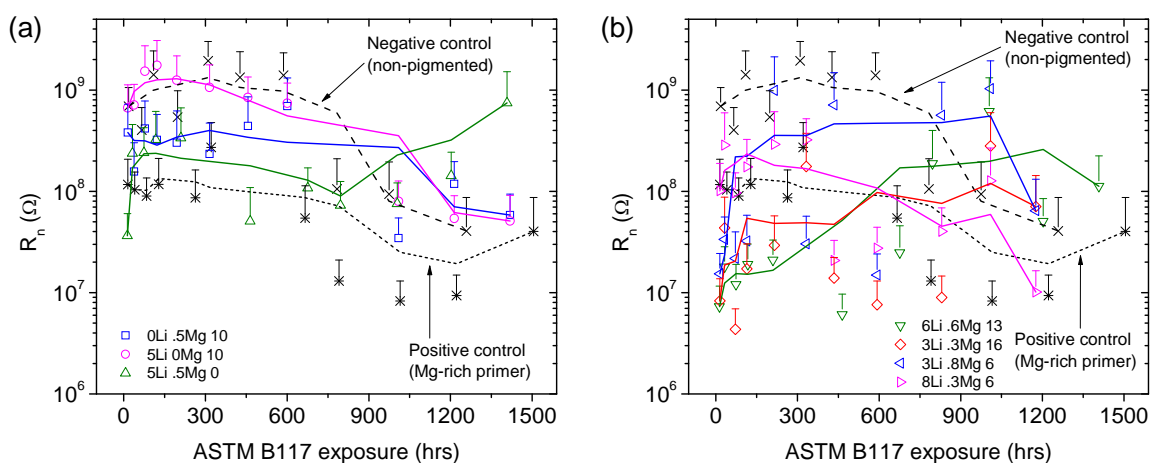 (a)
10⁹
10⁸
10⁷
10⁶
Rₙ (Ω)
Negative control
(non-pigmented)
0Li .5Mg 10
5Li 0Mg 10
5Li .5Mg 0
Positive control
(Mg-rich primer)
0 300 600 900 1200 1500
ASTM B117 exposure (hrs)
(b)
10⁹
10⁸
10⁷
10⁶
Rₙ (Ω)
Negative control
(non-pigmented)
6Li .6Mg 13
3Li .3Mg 16
3Li .8Mg 6
8Li .3Mg 6
Positive control
(Mg-rich primer)
0 300 600 900 1200 1500
ASTM B117 exposure (hrs)